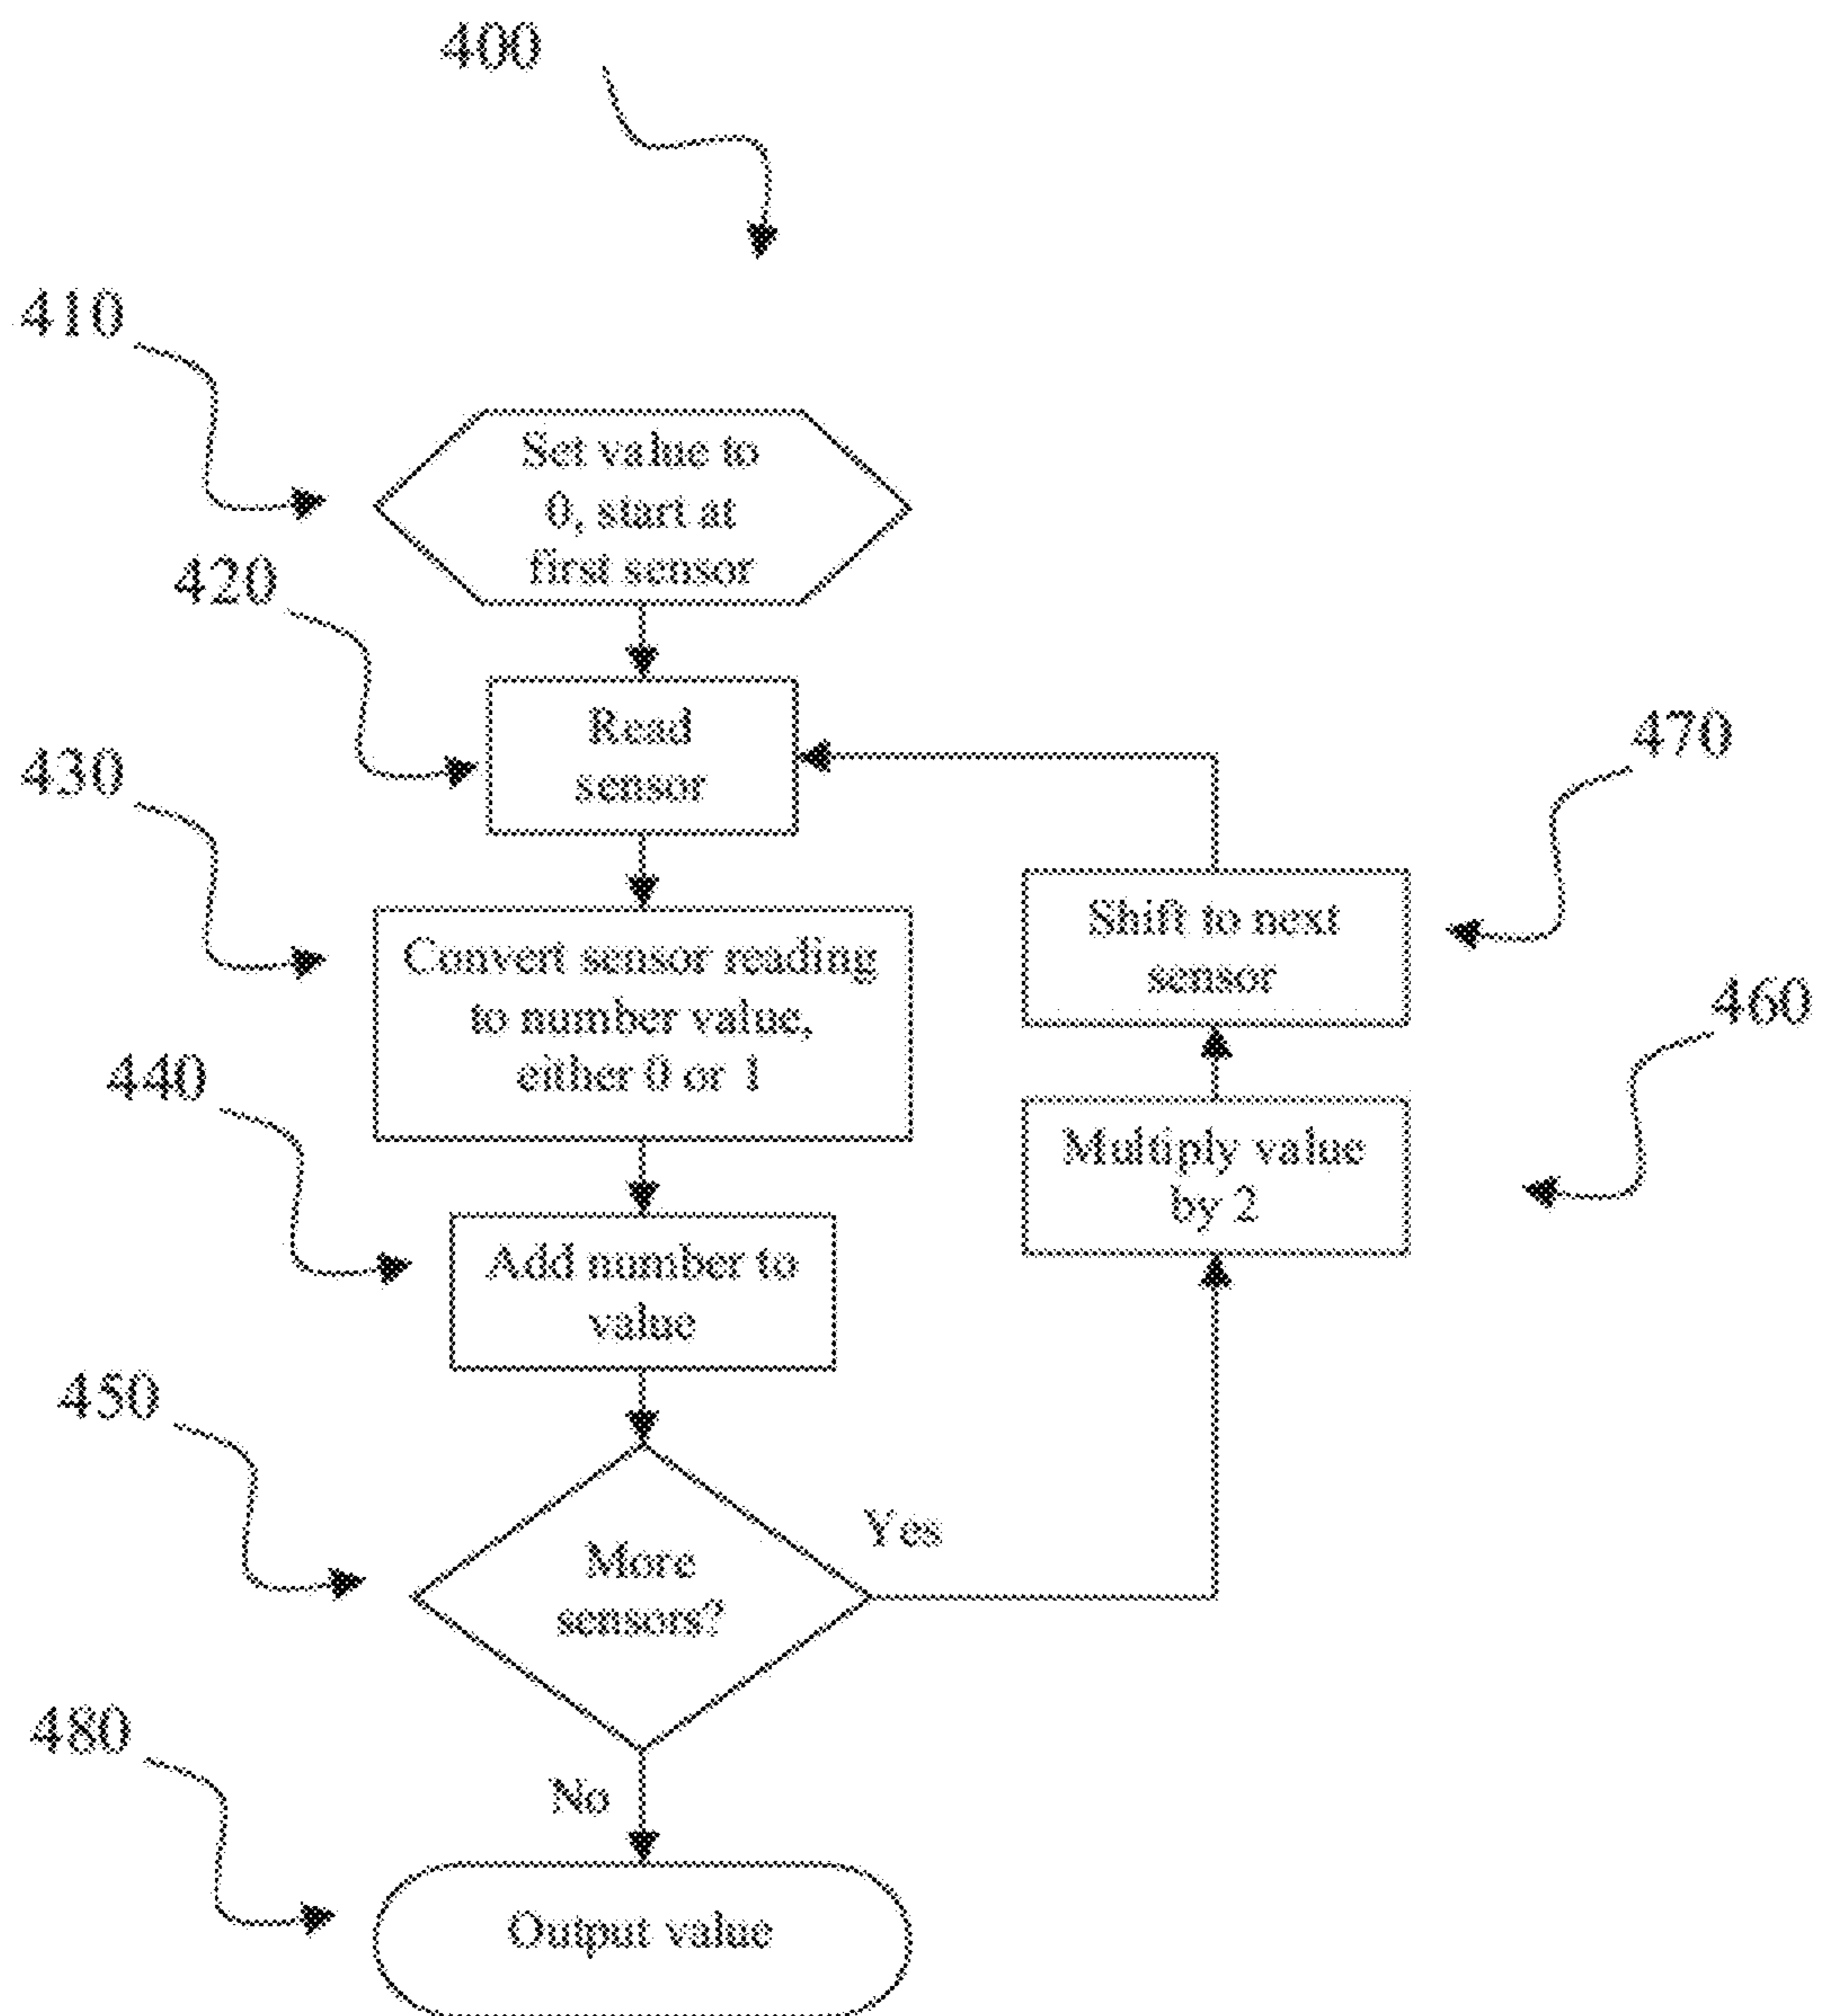 400
410
Set value to
0, start at
first sensor
420
Read
sensor
470
430
Shift to next
sensor
Convert sensor reading
to number value,
either 0 or 1
460
440
Multiply value
by 2
Add number to
value
450
Yes
More
sensors?
480
No
Output value